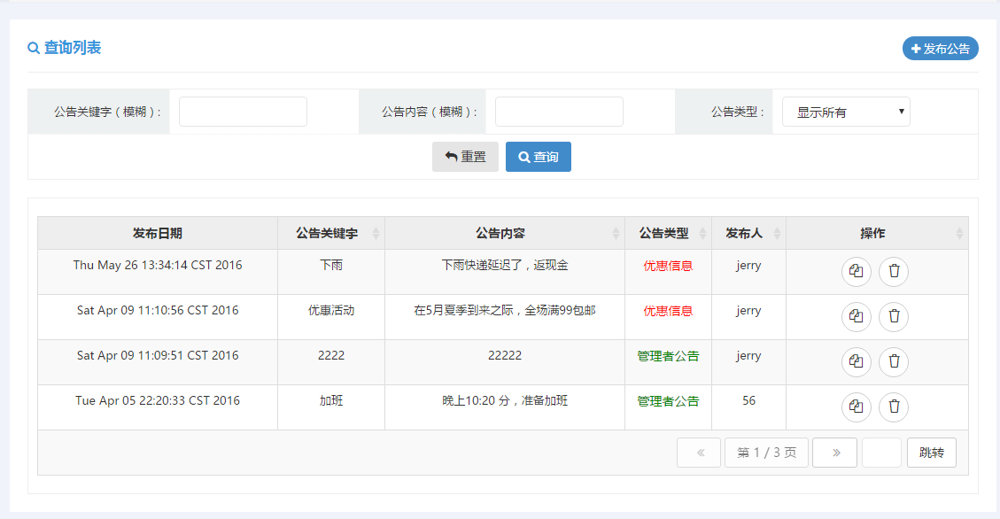 查询列表
发布公告
公告关键字（模糊）: 公告内容（模糊）: 公告类型: 显示所有
重置 查询
发布日期 公告关键字 公告内容 公告类型 发布人 操作
Thu May 26 13:34:14 CST 2016 下雨 下雨快递延迟了，返现金 优惠信息 jerry
Sat Apr 09 11:10:56 CST 2016 优惠活动 在5月夏季到来之际，全场满99包邮 优惠信息 jerry
Sat Apr 09 11:09:51 CST 2016 2222 22222 管理者公告 jerry
Tue Apr 05 22:20:33 CST 2016 加班 晚上10:20 分，准备加班 管理者公告 56
« 第 1 / 3 页 » 跳转